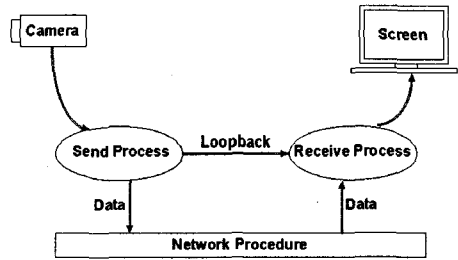 Camera
Screen
Send Process
Loopback
Receive Process
Data
Data
Network Procedure